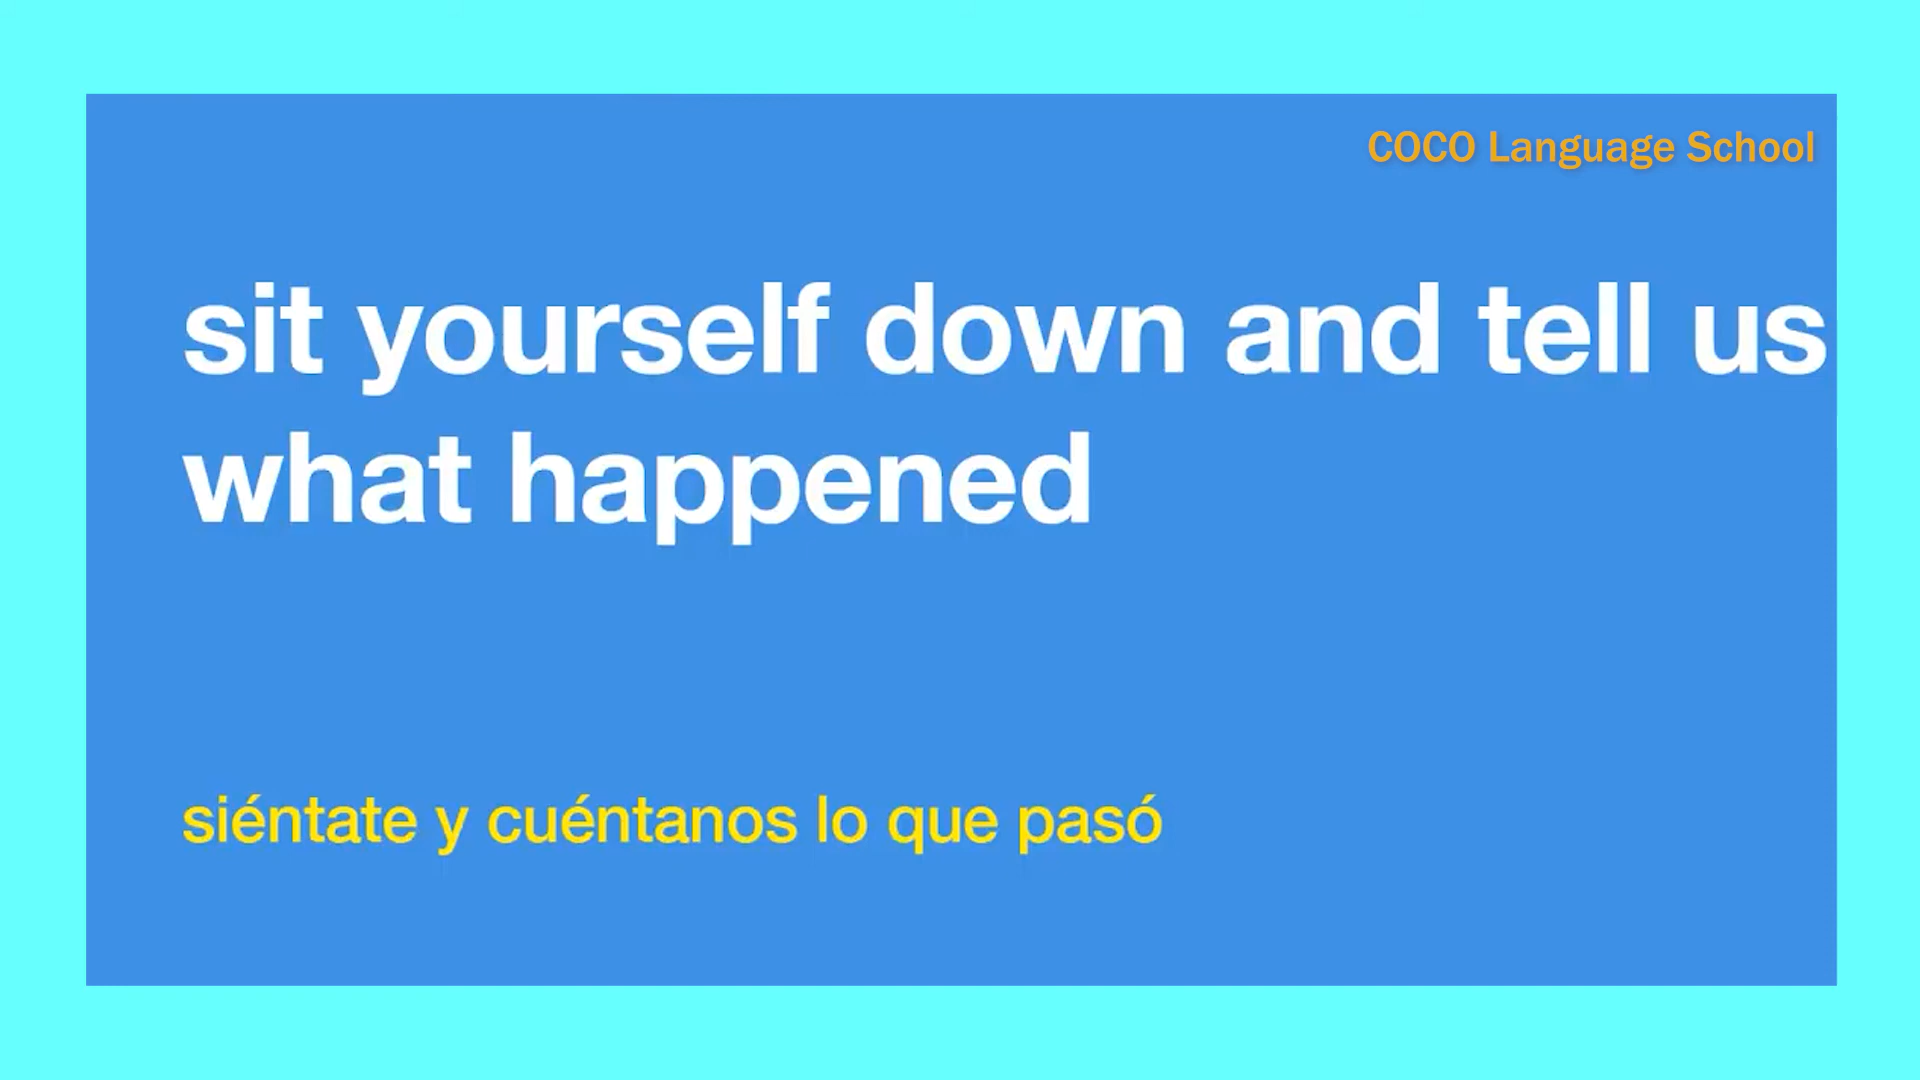 COCO Language School
sit yourself down and tell us
what happened
siéntate y cuéntanos lo que pasó